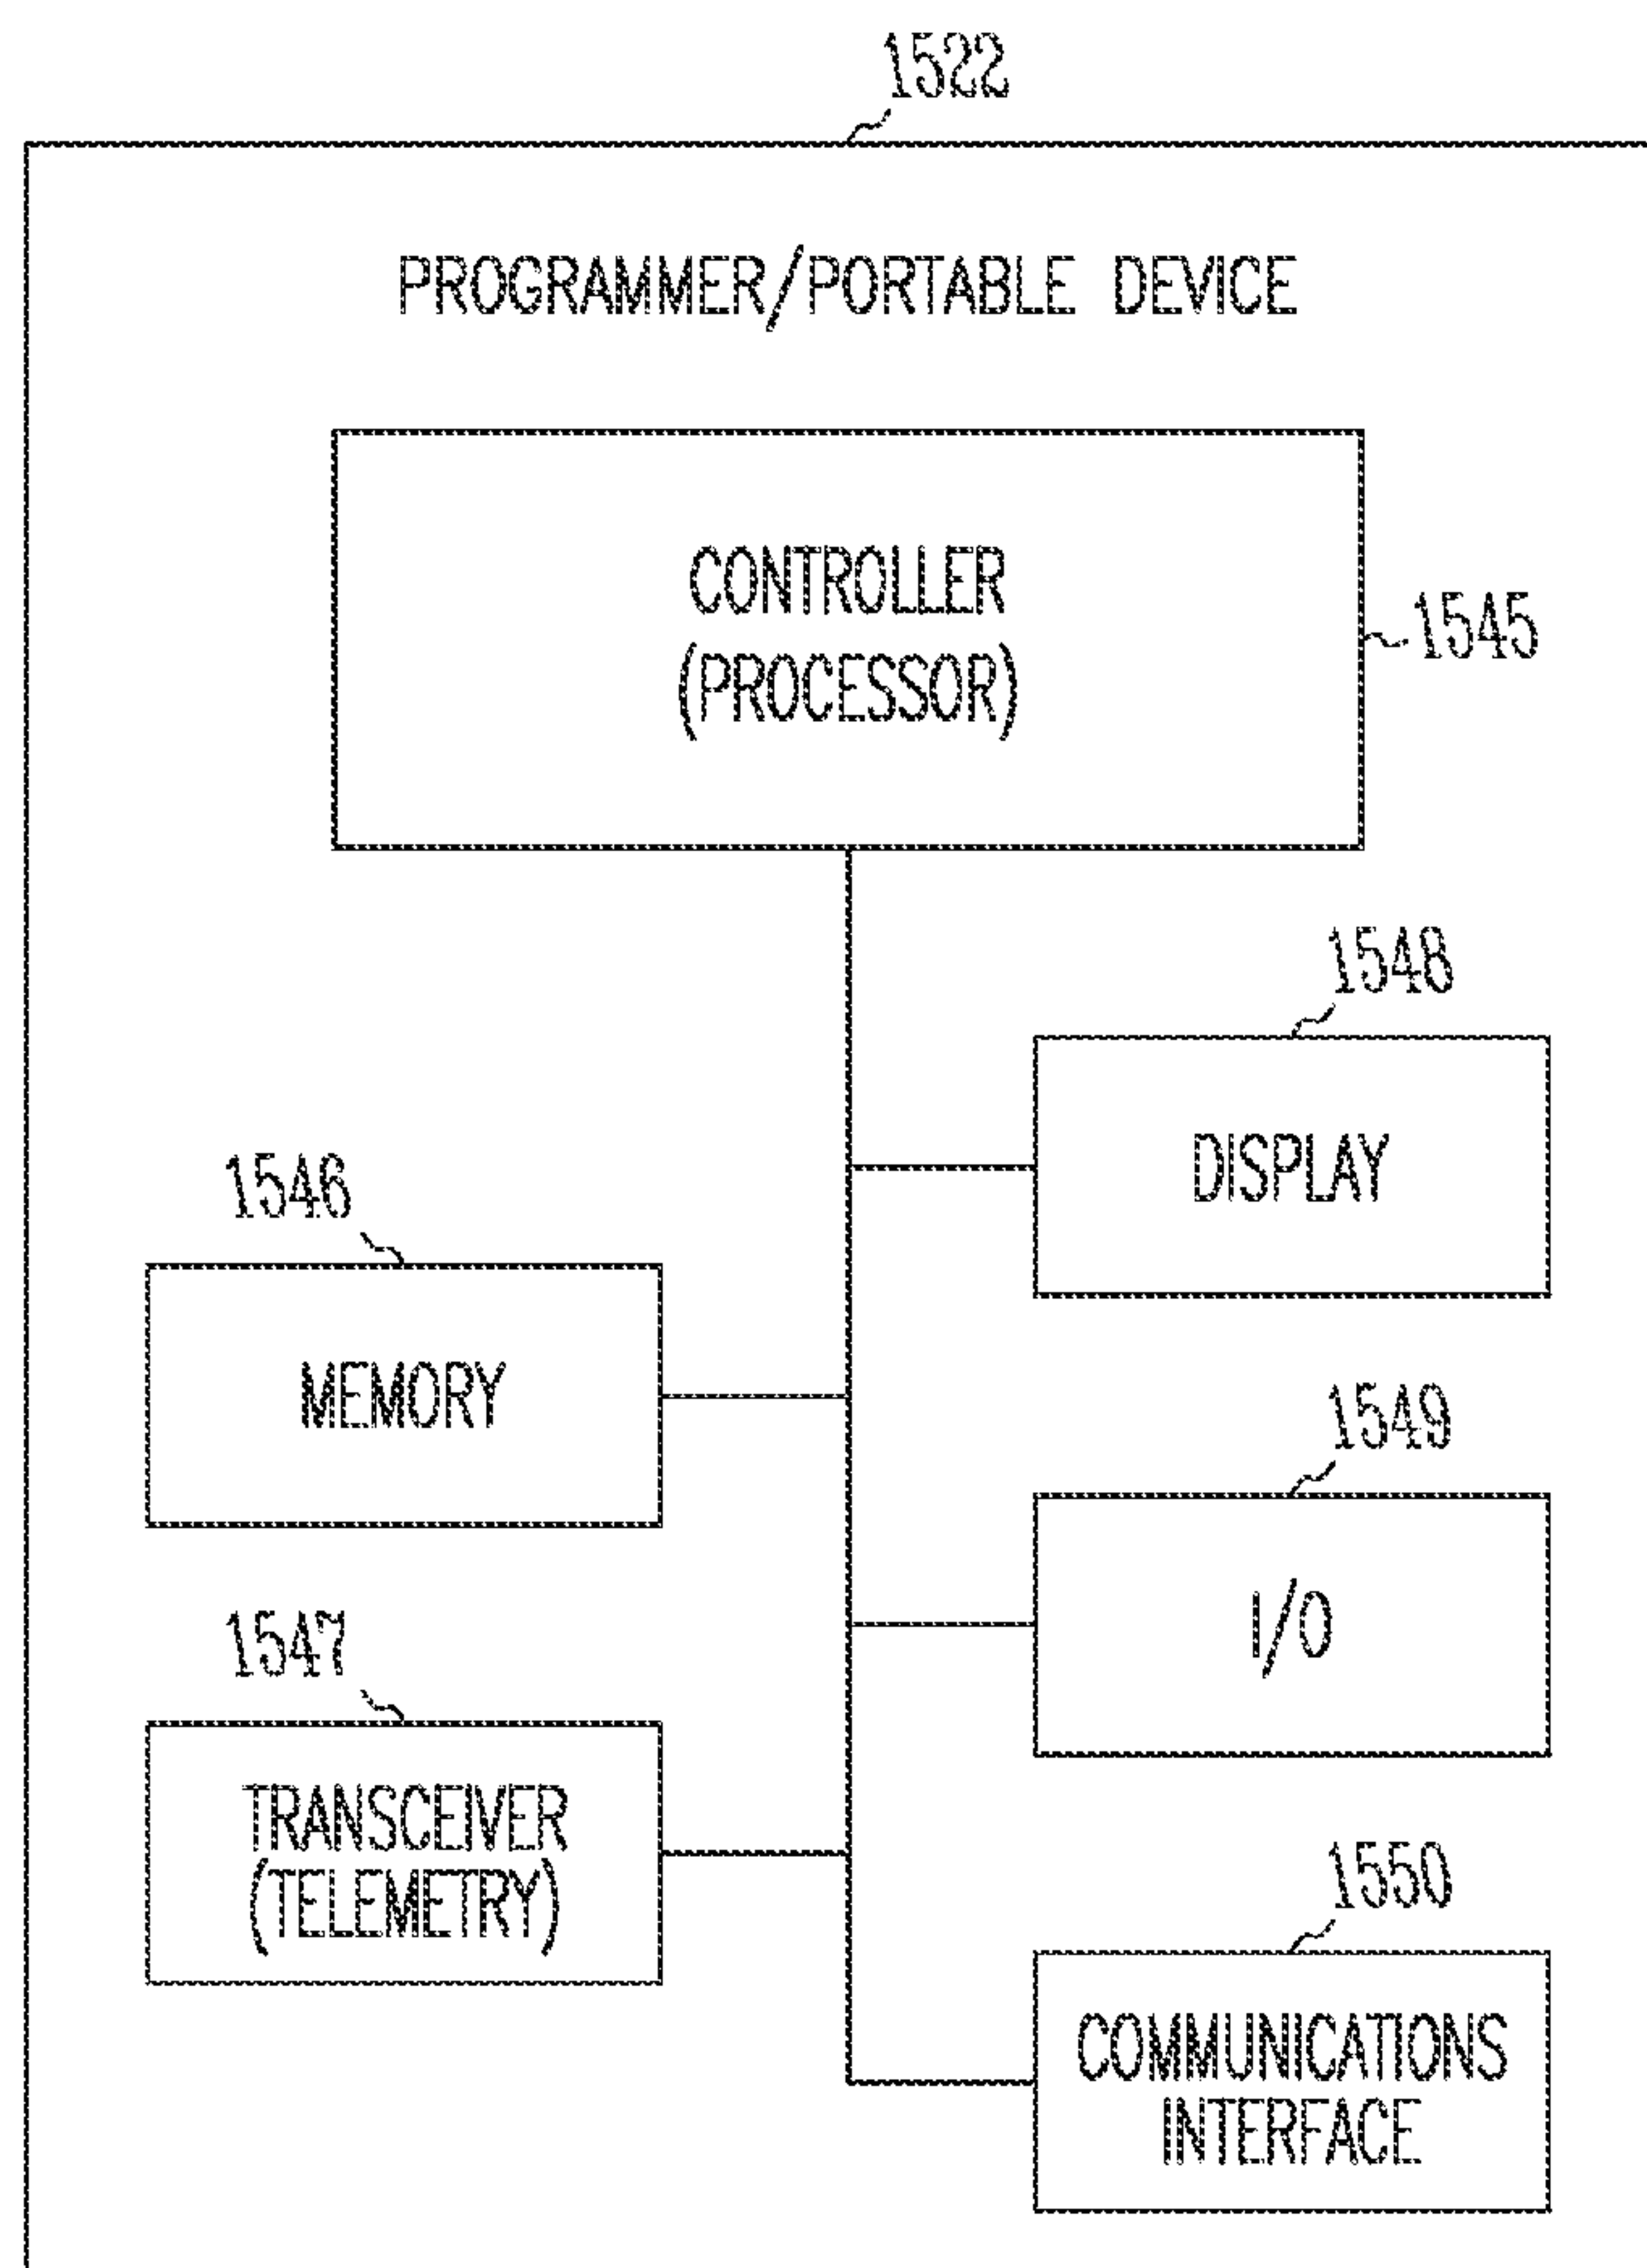 1522
PROGRAMMER/PORTABLE DEVICE
CONTROLLER
(PROCESSOR)
1545
1548
DISPLAY
1546
MEMORY
1549
I/O
1547
TRANSCEIVER
(TELEMETRY)
1550
COMMUNICATIONS
INTERFACE